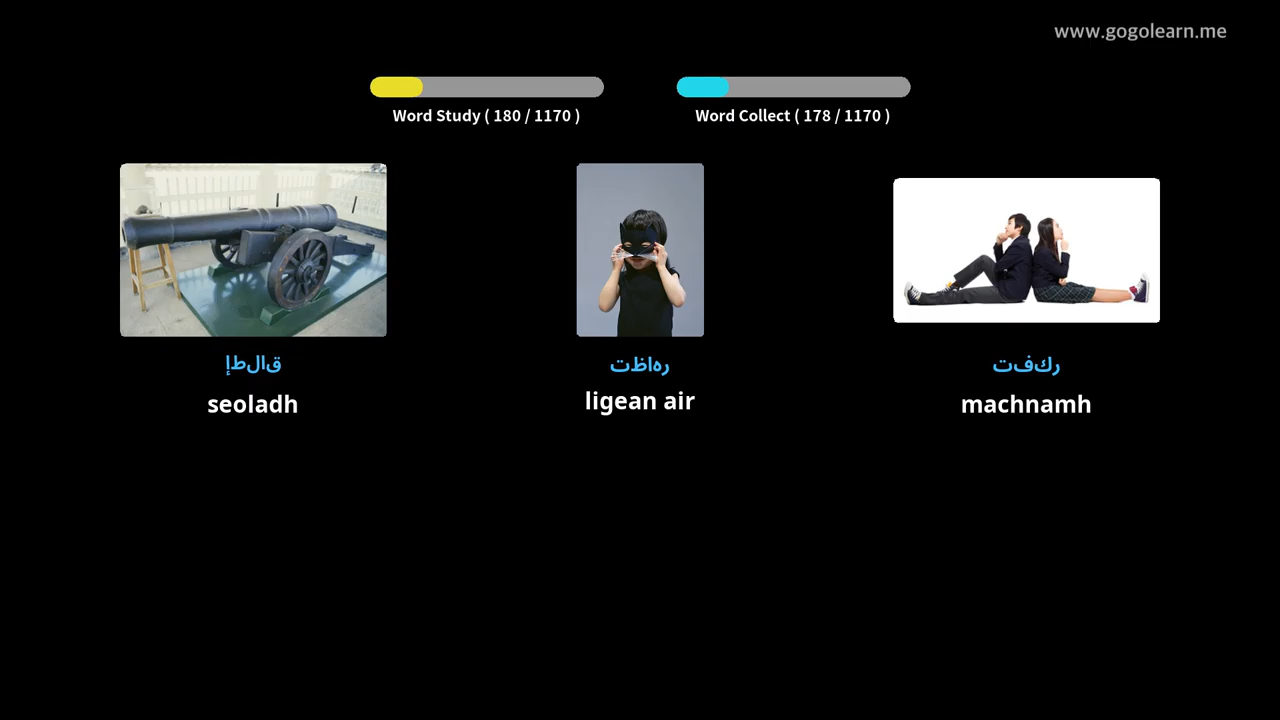 www.gogolearn.me
Word Study ( 180 / 1170 )
Word Collect ( 178 / 1170 )
قالطإ
seoladh
رهاظت
ligean air
ركفت
machnamh